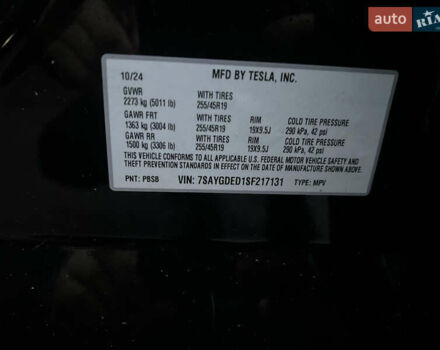 auto RIA
10/24 MFD BY TESLA, INC.
GVWR WITH TIRES
2273 kg (5011 lb) 255/45R19
GAWR FRT WITH TIRES RIM COLD TIRE PRESSURE
1363 kg (3004 lb) 255/45R19 19X9.5J 290 kPa, 42 psi
GAWR RR WITH TIRES RIM COLD TIRE PRESSURE
1500 kg (3306 lb) 255/45R19 19X9.5J 290 kPa, 42 psi
THIS VEHICLE CONFORMS TO ALL APPLICABLE U.S. FEDERAL MOTOR VEHICLE SAFETY AND
THEFT PREVENTION STANDARDS IN EFFECT ON THE DATE OF MANUFACTURE SHOWN ABOVE.
PNT: PBSB VIN: 7SAYGDED1SF217131 TYPE: MPV